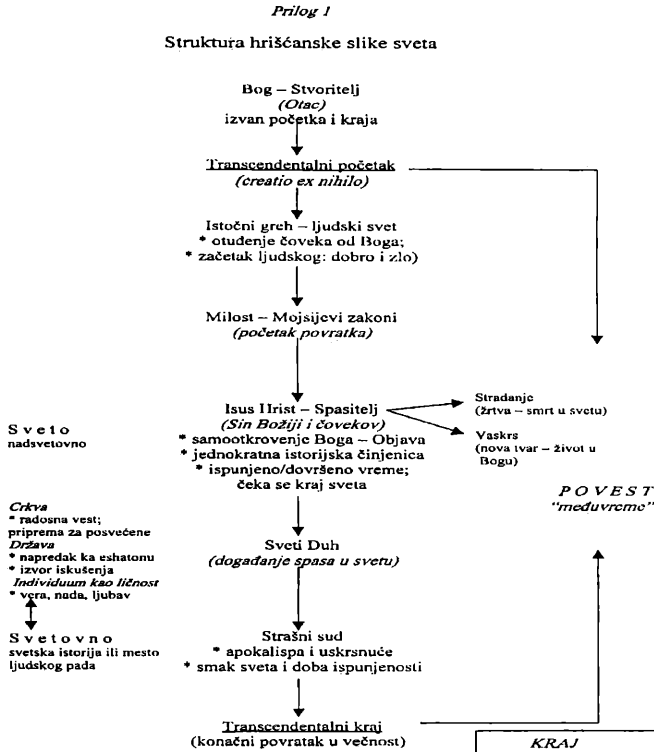 Prilog 1
Struktura hrišćanske slike sveta
Bog – Stvoritelj
(Otac)
izvan početka i kraja
Transcendentalni početak
(creatio ex nihilo)
Istočni greh – ljudski svet
* otuđenje čoveka od Boga;
* začetak ljudskog: dobro i zlo)
Milost – Mojsijevi zakoni
(početak povratka)
Isus Hrist – Spasitelj
(Sin Božiji i čovekov)
* samootkrovenje Boga – Objava
* jednokratna istorijska činjenica
* ispunjeno/dovršeno vreme;
čeka se kraj sveta
Stradanje
(žrtva – smrt u svetu)
Vaskrs
(nova tvar – život u
Bogu)
Sveto
nadsvetovno
POVEST
“međuvreme”
Crkva
* radosna vest;
priprema za posvećene
Država
* napredak ka eshatonu
* izvor iskušenja
Individuum kao ličnost
* vera, nada, ljubav
Svetovno
svetska istorija ili mesto
ljudskog pada
Sveti Duh
(događanje spasa u svetu)
Strašni sud
* apokalipsa i uskrsnuće
* smak sveta i doba ispunjenosti
Transcendentalni kraj
(konačni povratak u večnost)
KRAJ